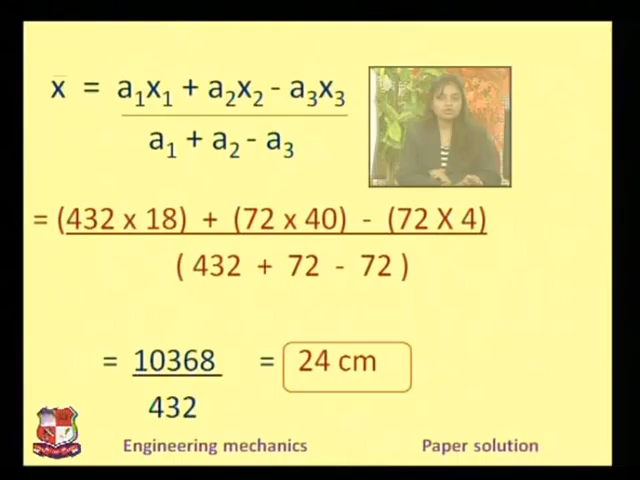 x̄ = a₁x₁ + a₂x₂ - a₃x₃
a₁ + a₂ - a₃
= (432 x 18) + (72 x 40) - (72 X 4)
( 432 + 72 - 72 )
= 10368 = 24 cm
432
Engineering mechanics Paper solution